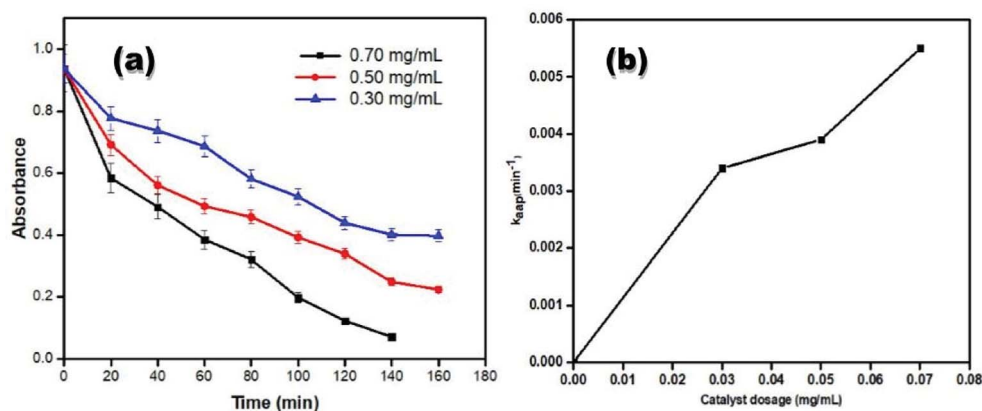 (a)
0.70 mg/mL
0.50 mg/mL
0.30 mg/mL
Absorbance
1.0
0.8
0.6
0.4
0.2
0.0
0 20 40 60 80 100 120 140 160 180
Time (min)
(b)
k_aap(min⁻¹)
0.006
0.005
0.004
0.003
0.002
0.001
0.000
0.00 0.01 0.02 0.03 0.04 0.05 0.06 0.07 0.08
Catalyst dosage (mg/mL)